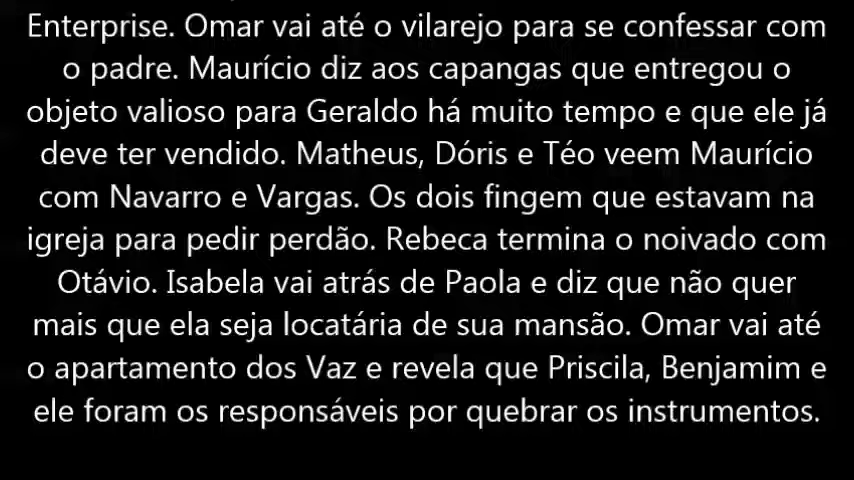 Enterprise. Omar vai até o vilarejo para se confessar com
o padre. Maurício diz aos capangas que entregou o
objeto valioso para Geraldo há muito tempo e que ele já
deve ter vendido. Matheus, Dóris e Téo veem Maurício
com Navarro e Vargas. Os dois fingem que estavam na
igreja para pedir perdão. Rebeca termina o noivado com
Otávio. Isabela vai atrás de Paola e diz que não quer
mais que ela seja locatária de sua mansão. Omar vai até
o apartamento dos Vaz e revela que Priscila, Benjamim e
ele foram os responsáveis por quebrar os instrumentos.